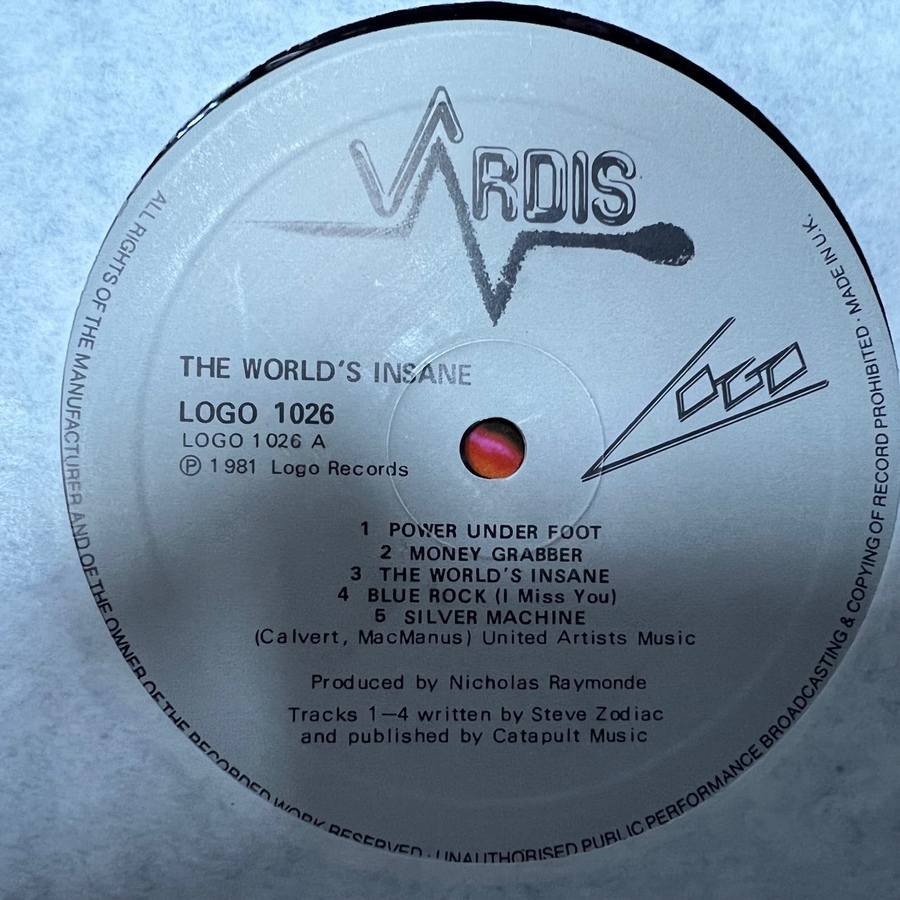 VARDIS
THE WORLD'S INSANE
LOGO 1026
LOGO 1026 A
Ⓟ 1981 Logo Records
LOGO
1 POWER UNDER FOOT
2 MONEY GRABBER
3 THE WORLD'S INSANE
4 BLUE ROCK (I Miss You)
5 SILVER MACHINE
(Calvert, MacManus) United Artists Music
Produced by Nicholas Raymonde
Tracks 1—4 written by Steve Zodiac
and published by Catapult Music
ALL RIGHTS OF THE MANUFACTURER AND OF THE OWNER OF THE RECORDED WORK RESERVED · UNAUTHORISED PUBLIC PERFORMANCE BROADCASTING & COPYING OF RECORD PROHIBITED · MADE IN U.K.